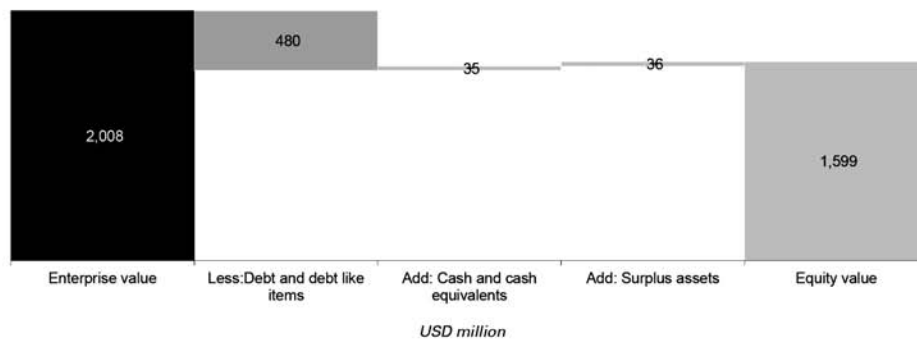 480
35
36
2,008
1,599
Enterprise value
Less:Debt and debt like
items
Add: Cash and cash
equivalents
Add: Surplus assets
Equity value
USD million